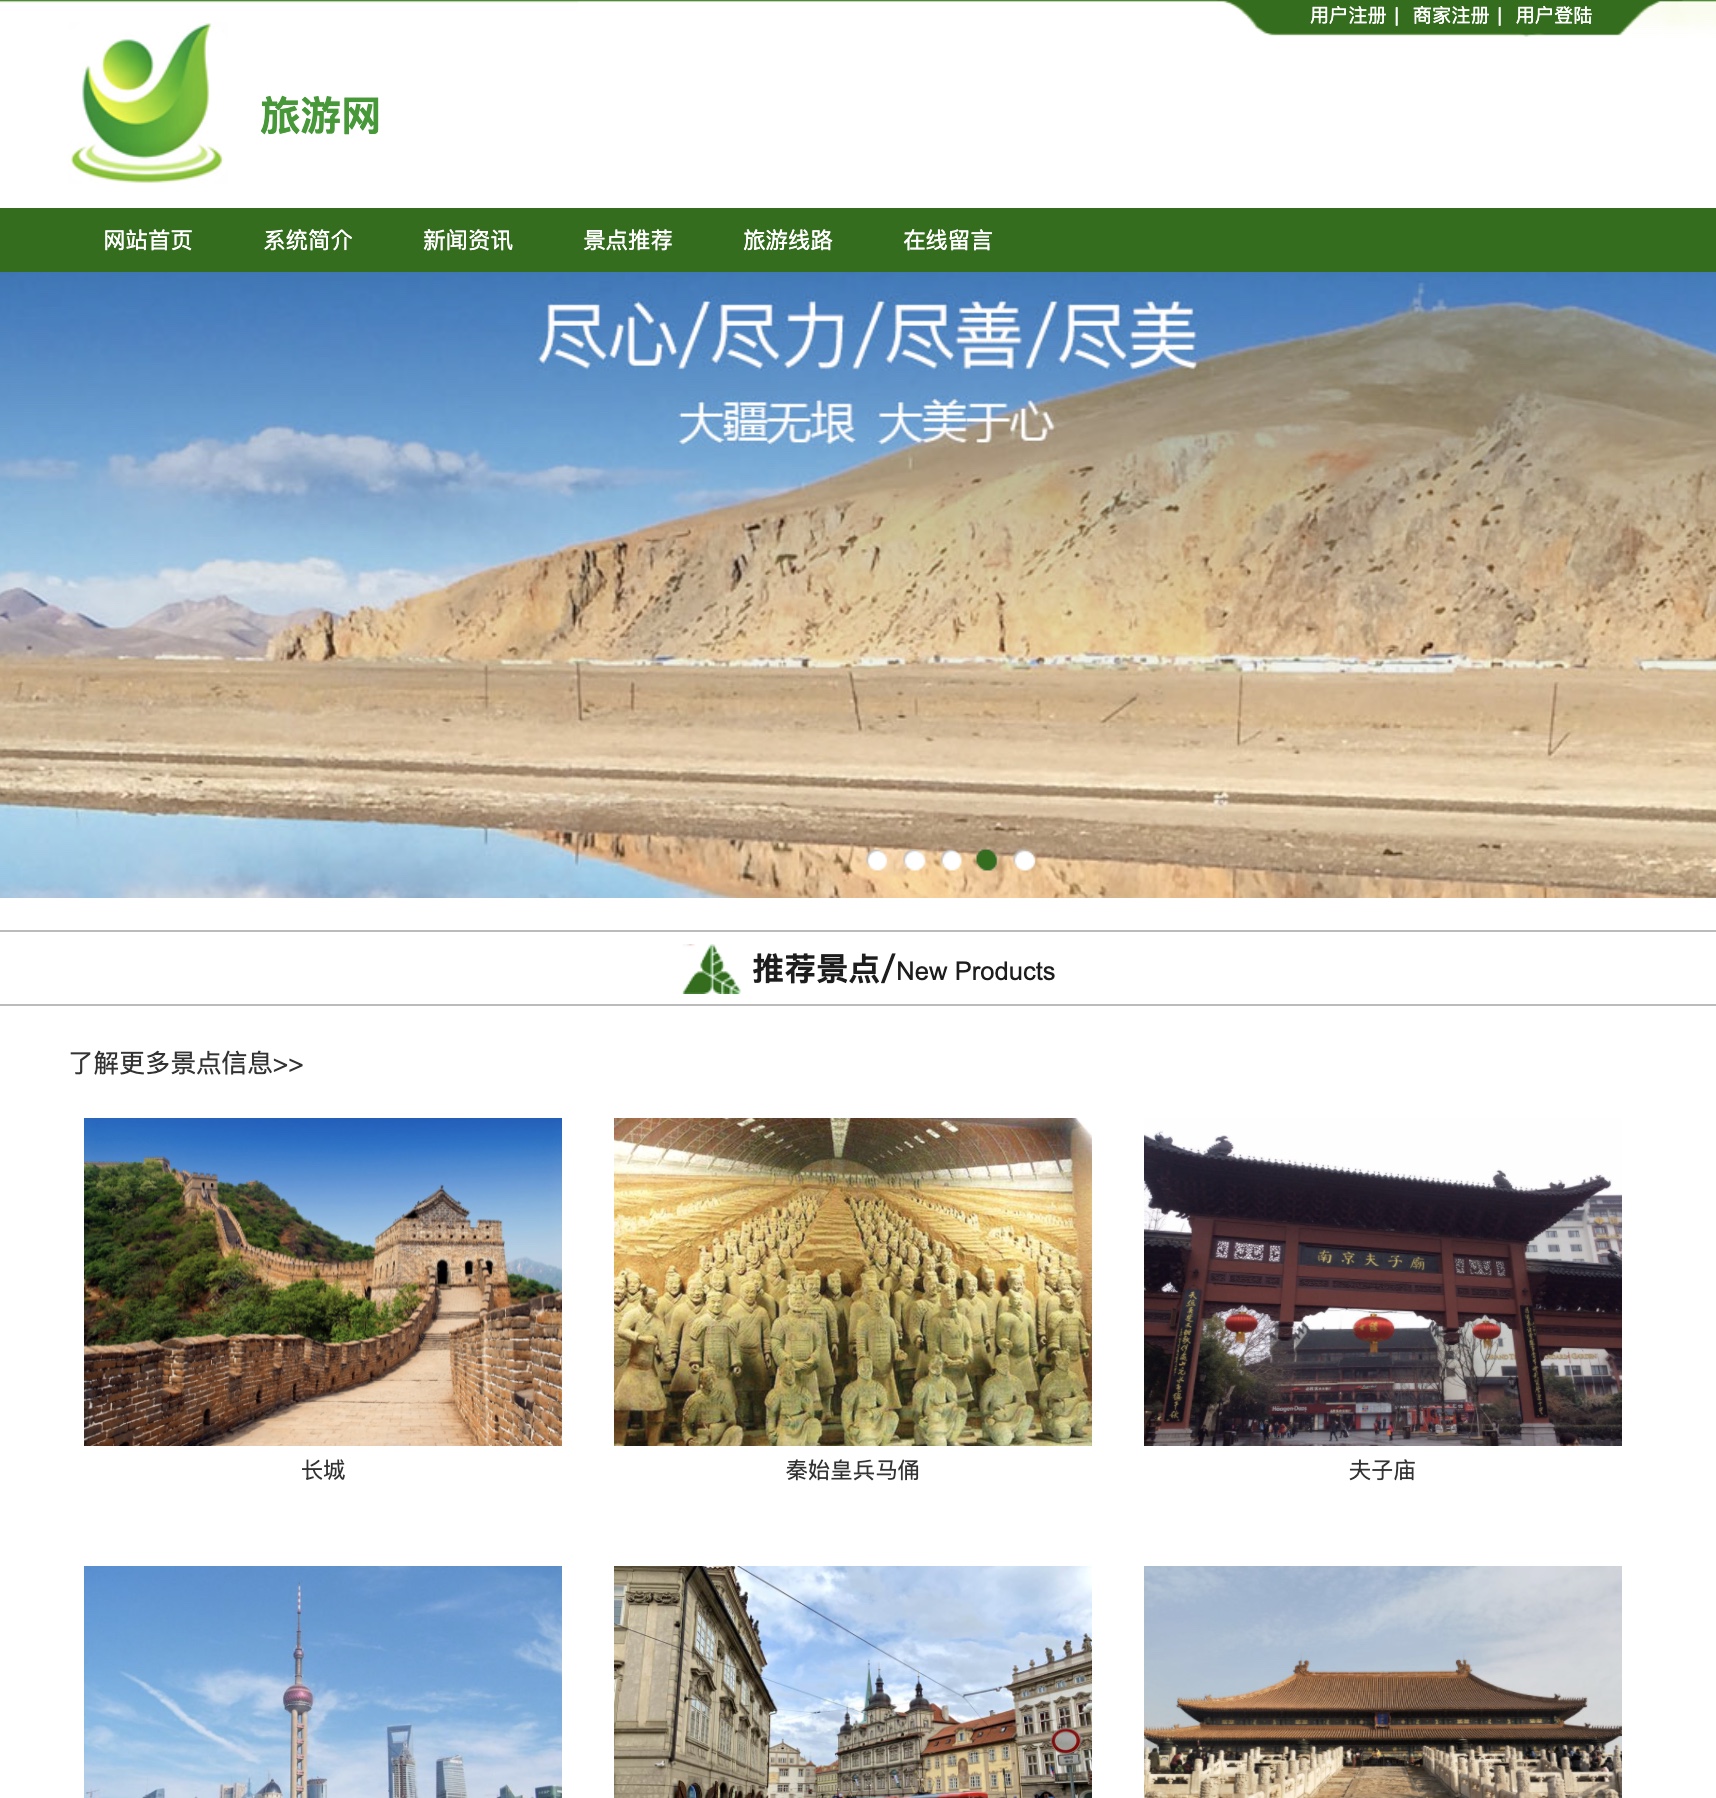 用户注册 | 商家注册 | 用户登陆
旅游网
网站首页 系统简介 新闻资讯 景点推荐 旅游线路 在线留言
尽心/尽力/尽善/尽美
大疆无垠 大美于心
推荐景点/New Products
了解更多景点信息>>
南京夫子廟
Häagen-Dazs
长城
秦始皇兵马俑
夫子庙